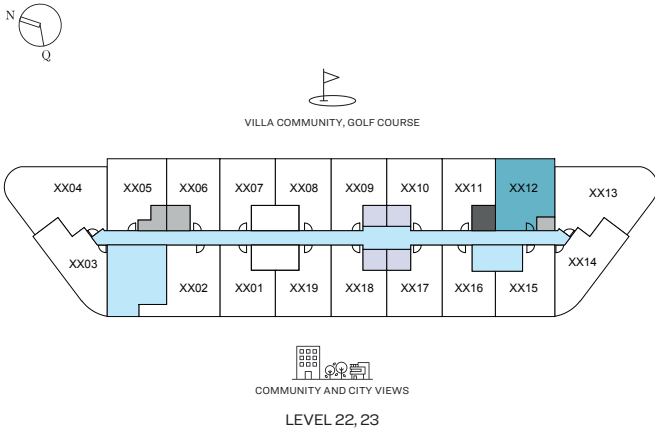 N
Q
VILLA COMMUNITY, GOLF COURSE
XX04 XX05 XX06 XX07 XX08 XX09 XX10 XX11 XX12 XX13
XX03 XX14
XX02 XX01 XX19 XX18 XX17 XX16 XX15
COMMUNITY AND CITY VIEWS
LEVEL 22, 23